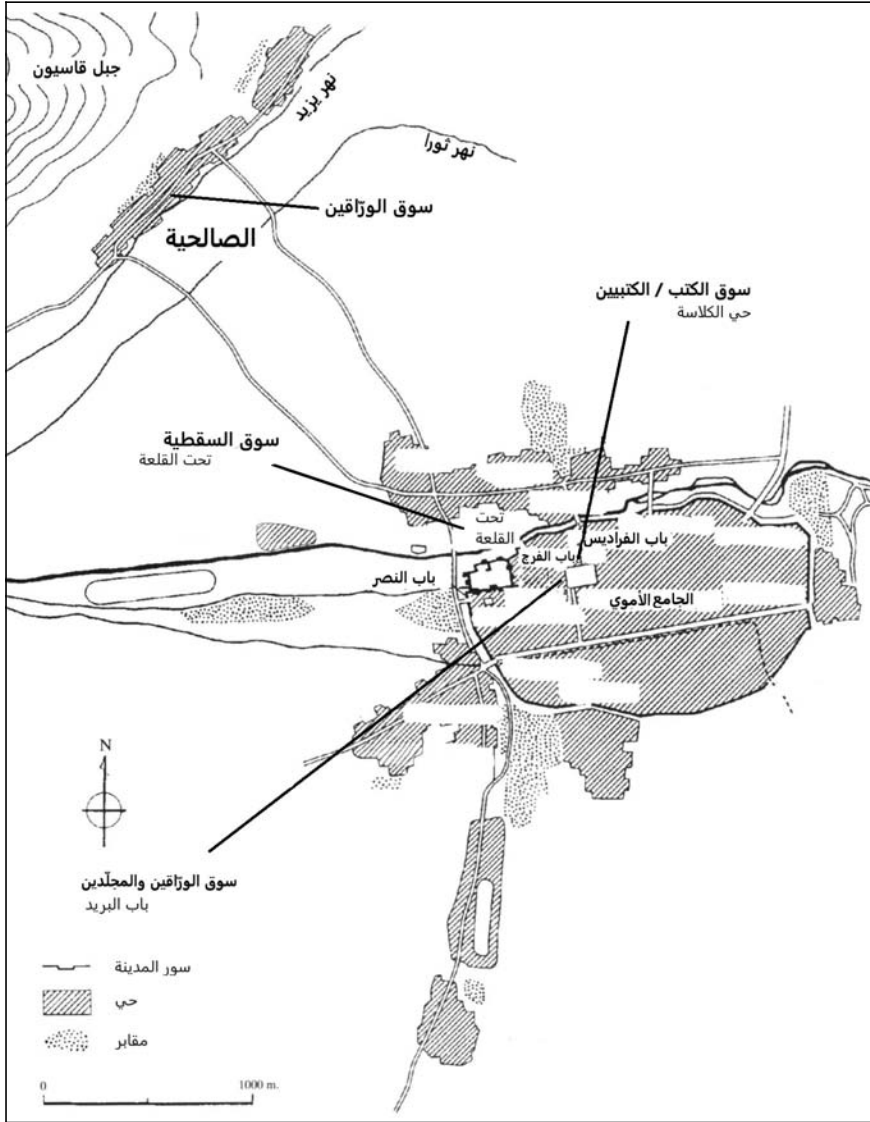 جبل قاسيون
نهر يزيد
نهر ثورا
سوق الورّاقين
الصالحية
سوق الكتب / الكتبيين
حي الكلاسة
سوق السقطية
تحت القلعة
تحت
القلعة
باب الفراديس
باب الفرج
باب النصر
الجامع الأموي
N
سوق الورّاقين والمجلّدين
باب البريد
سور المدينة
حي
مقابر
0
1000 m.